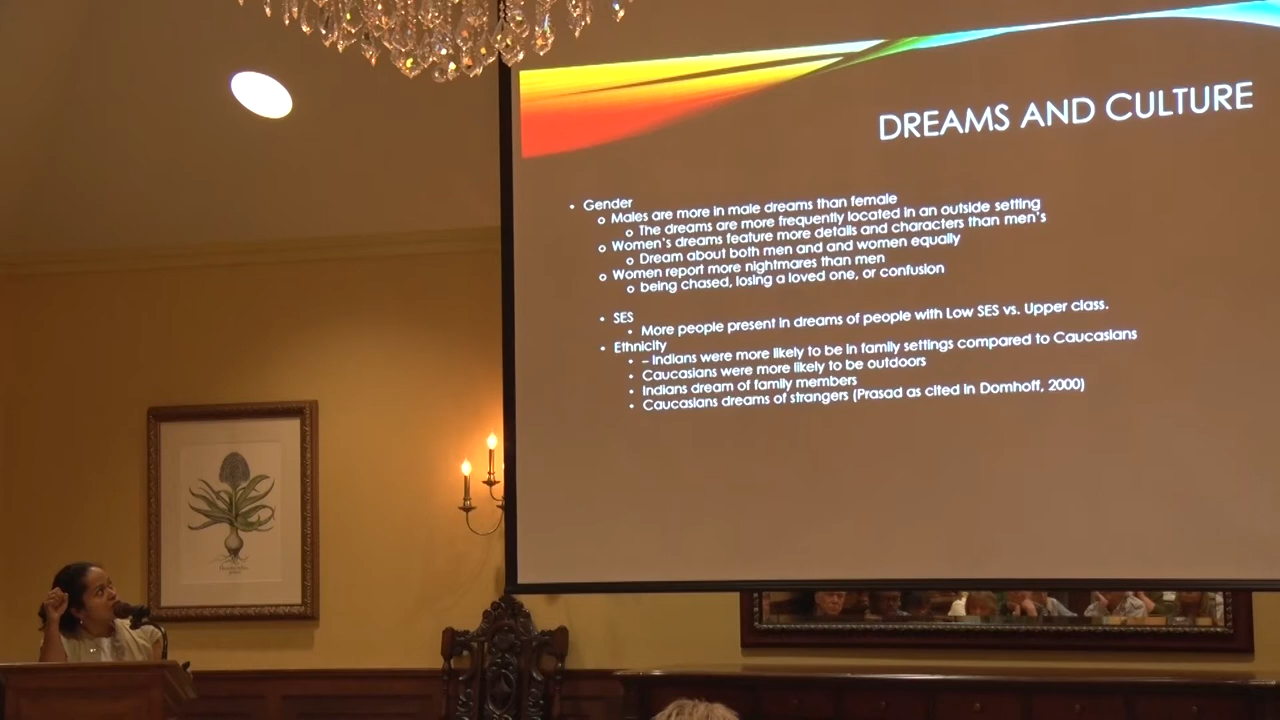 DREAMS AND CULTURE
• Gender
o Males are more in male dreams than female
o The dreams are more frequently located in an outside setting
o Women's dreams feature more details and characters than men's
o Dream about both men and and women equally
o Women report more nightmares than men
o being chased, losing a loved one, or confusion
• SES
• More people present in dreams of people with Low SES vs. Upper class.
• Ethnicity
• – Indians were more likely to be in family settings compared to Caucasians
• Caucasians were more likely to be outdoors
• Indians dream of family members
• Caucasians dreams of strangers (Prasad as cited in Domhoff, 2000)